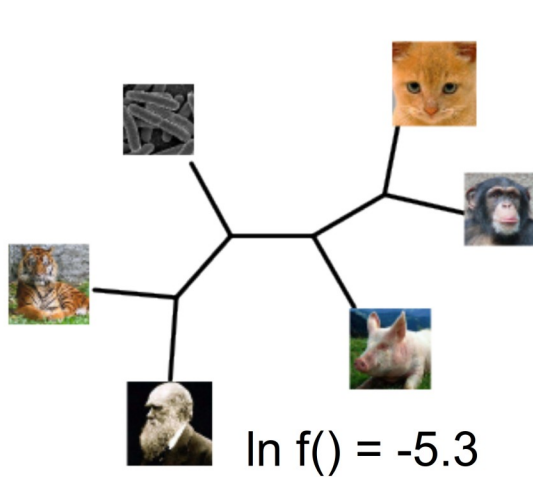 ln f() = -5.3